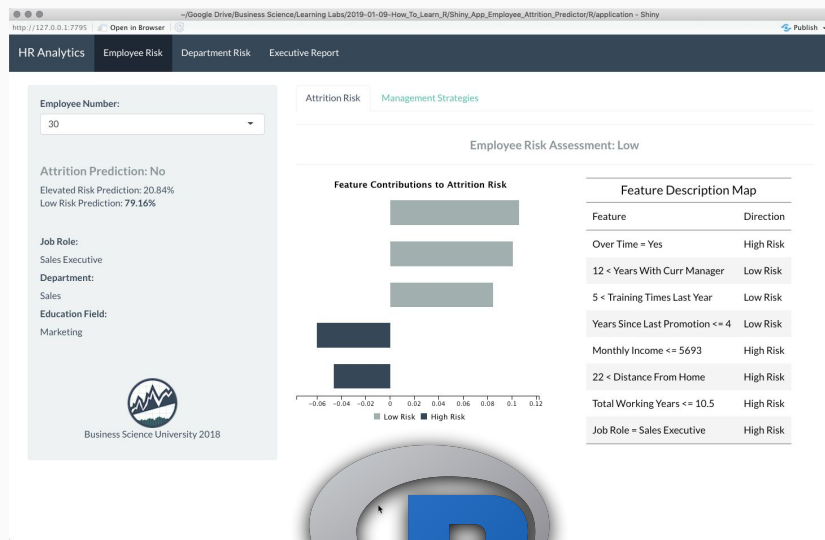 ~/Google Drive/Business Science/Learning Labs/2019-01-09-How_To_Learn_R/Shiny_App_Employee_Attrition_Predictor/R/application - Shiny
http://127.0.0.1:7795 Open in Browser Publish
HR Analytics Employee Risk Department Risk Executive Report
Employee Number:
30
Attrition Prediction: No
Elevated Risk Prediction: 20.84%
Low Risk Prediction: 79.16%
Job Role:
Sales Executive
Department:
Sales
Education Field:
Marketing
Business Science University 2018
Attrition Risk Management Strategies
Employee Risk Assessment: Low
Feature Contributions to Attrition Risk
-0.06 -0.04 -0.02 0 0.02 0.04 0.06 0.08 0.1 0.12
Low Risk High Risk
Feature Description Map
Feature Direction
Over Time = Yes High Risk
12 < Years With Curr Manager Low Risk
5 < Training Times Last Year Low Risk
Years Since Last Promotion <= 4 Low Risk
Monthly Income <= 5693 High Risk
22 < Distance From Home High Risk
Total Working Years <= 10.5 High Risk
Job Role = Sales Executive High Risk
R